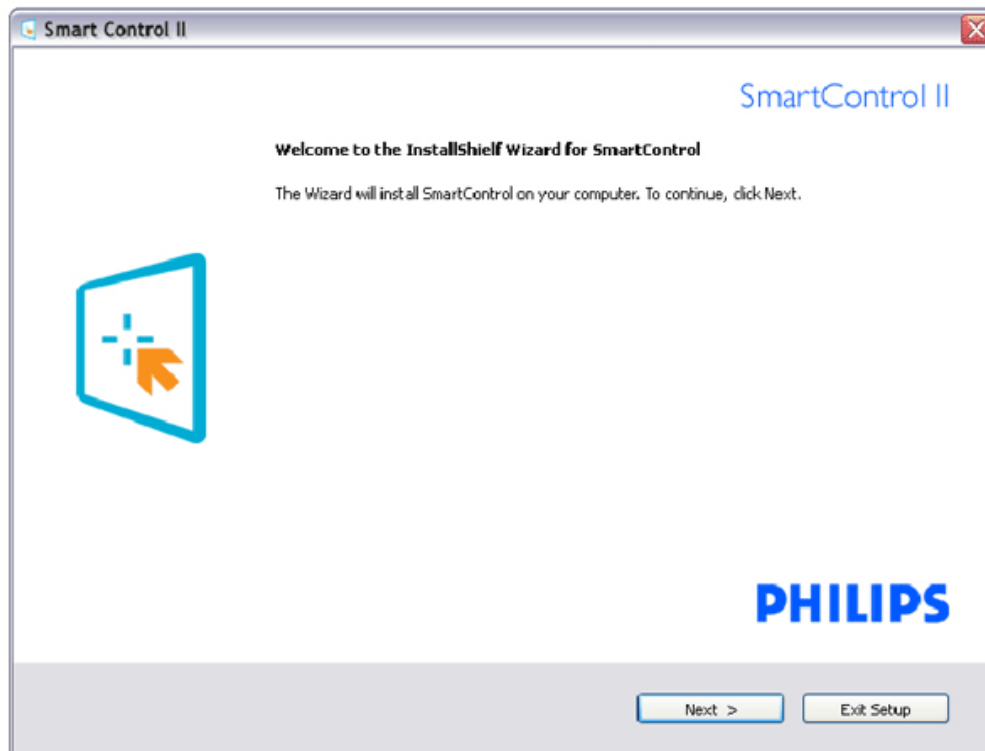 Smart Control II
SmartControl II
Welcome to the InstallShield Wizard for SmartControl
The Wizard will install SmartControl on your computer. To continue, click Next.
PHILIPS
Next >
Exit Setup